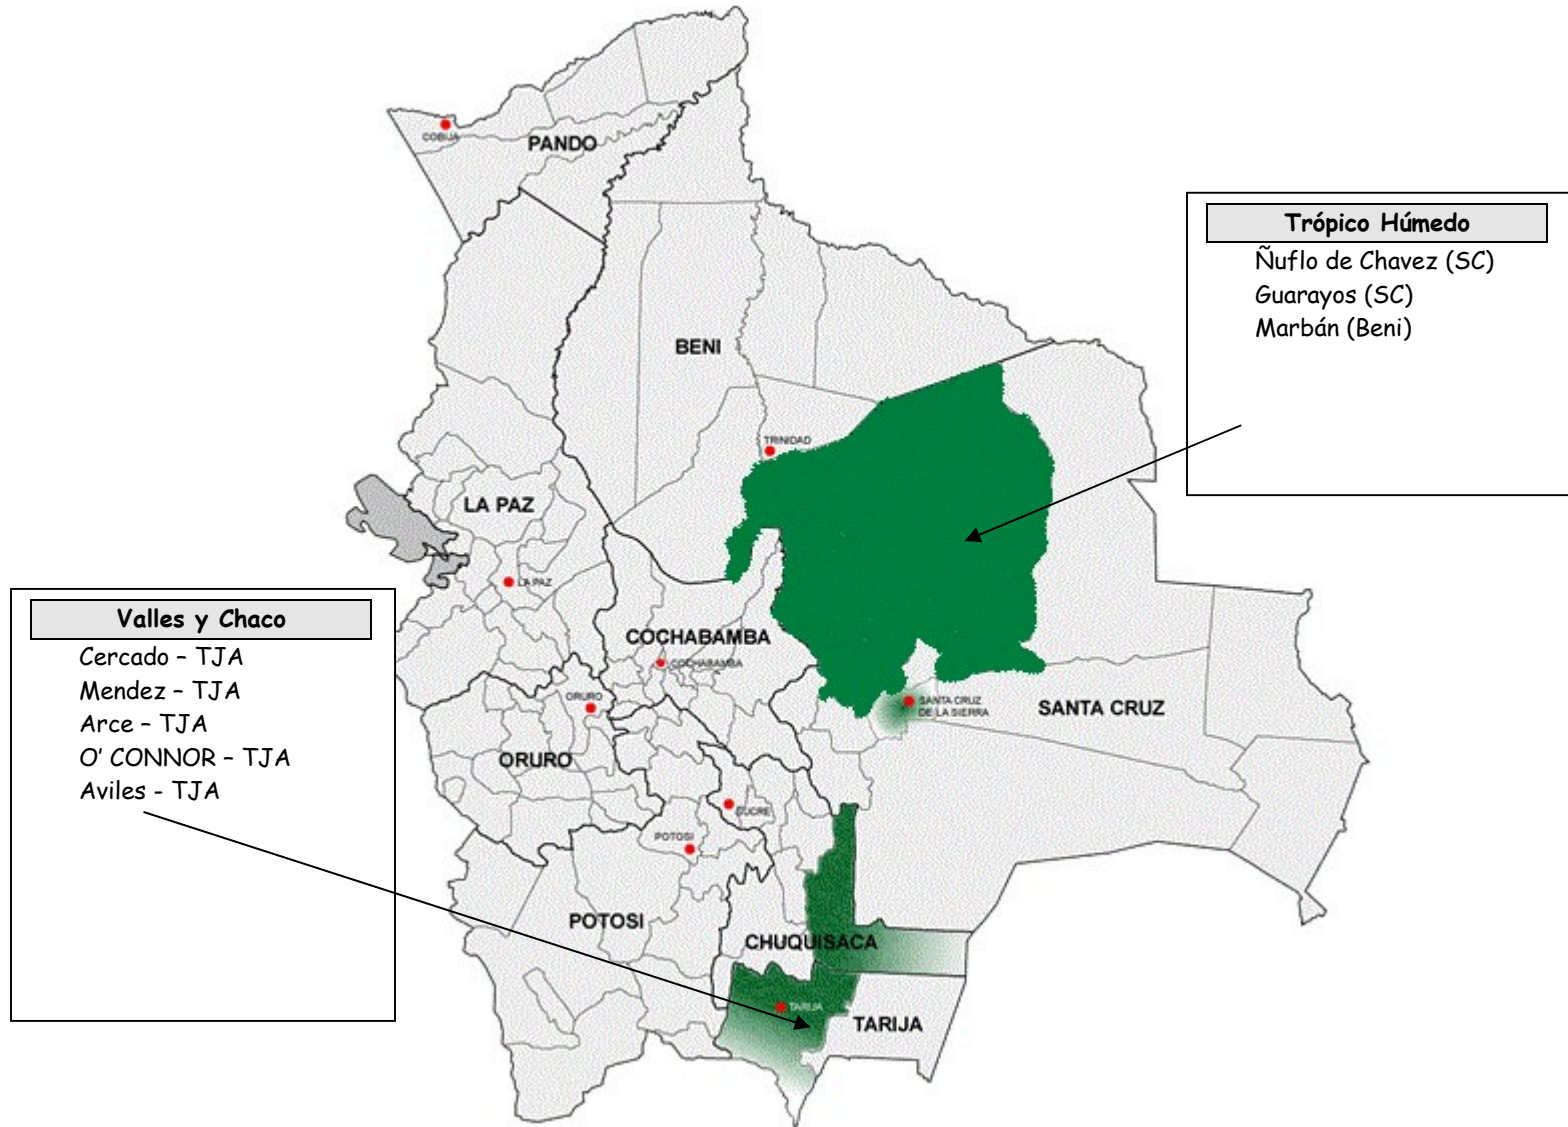 COBIJA
PANDO
Trópico Húmedo
Ñuflo de Chavez (SC)
Guarayos (SC)
Marbán (Beni)
BENI
TRINIDAD
LA PAZ
LA PAZ
Valles y Chaco
Cercado – TJA
Mendez – TJA
Arce – TJA
O' CONNOR – TJA
Aviles - TJA
COCHABAMBA
COCHABAMBA
ORURO
ORURO
SANTA CRUZ
DE LA SIERRA
SANTA CRUZ
SUCRE
POTOSI
POTOSI
CHUQUISACA
TARIJA
TARIJA